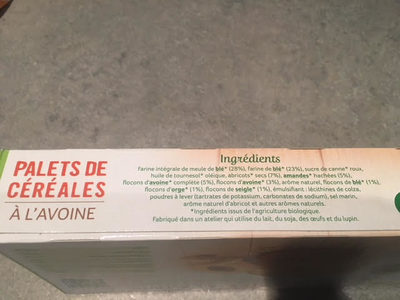 PALETS DE
CÉRÉALES
À L'AVOINE
Ingrédients
farine intégrale de meule de blé* (28%), farine de blé* (23%), sucre de canne* roux,
huile de tournesol* oléique, abricots* secs (7%), amandes* hachées (5%),
flocons d'avoine* complète (5%), flocons d'avoine* (3%), arôme naturel, flocons de blé* (1%),
flocons d'orge* (1%), flocons de seigle* (1%), émulsifiant : lécithines de colza,
poudres à lever (tartrates de potassium, carbonates de sodium), sel marin,
arôme naturel d'abricot et autres arômes naturels.
*Ingrédients issus de l'agriculture biologique.
Fabriqué dans un atelier qui utilise du lait, du soja, des œufs et du lupin.